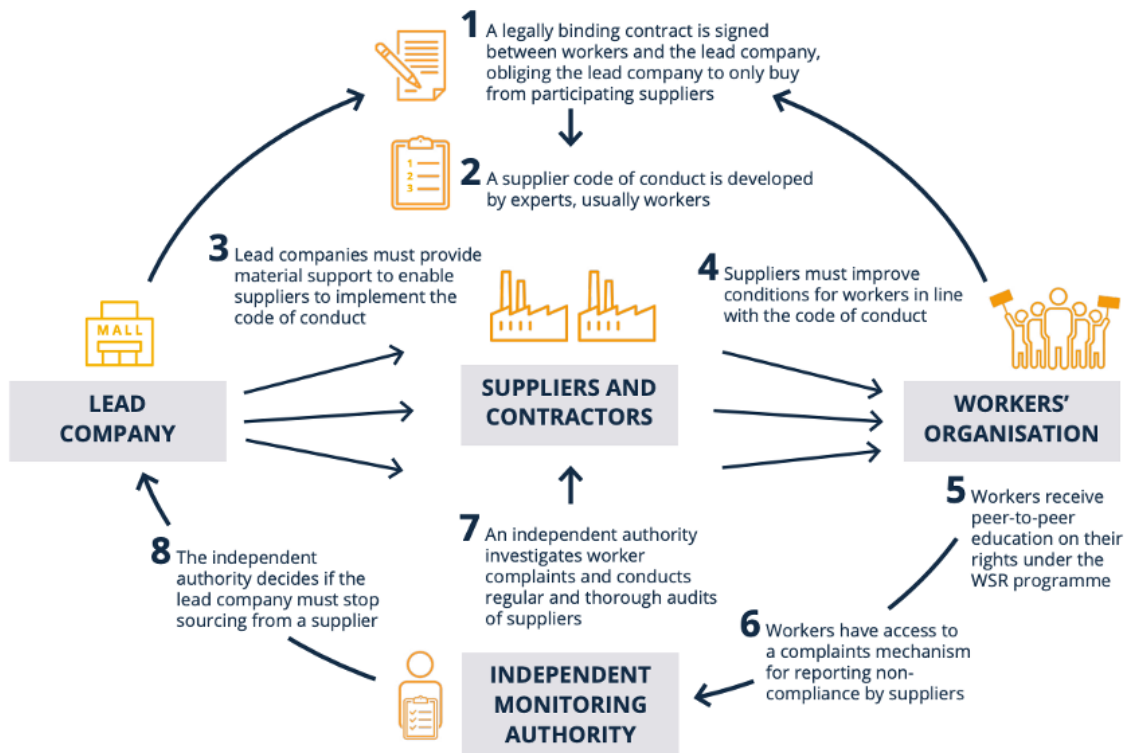 1 A legally binding contract is signed
between workers and the lead company,
obliging the lead company to only buy
from participating suppliers
1
2
3
2 A supplier code of conduct is developed
by experts, usually workers
3 Lead companies must provide
material support to enable
suppliers to implement the
code of conduct
4 Suppliers must improve
conditions for workers in line
with the code of conduct
MALL
LEAD
COMPANY
SUPPLIERS AND
CONTRACTORS
WORKERS’
ORGANISATION
5 Workers receive
peer-to-peer
education on their
rights under the
WSR programme
6 Workers have access to
a complaints mechanism
for reporting non-
compliance by suppliers
7 An independent authority
investigates worker
complaints and conducts
regular and thorough audits
of suppliers
8 The independent
authority decides if the
lead company must stop
sourcing from a supplier
INDEPENDENT
MONITORING
AUTHORITY